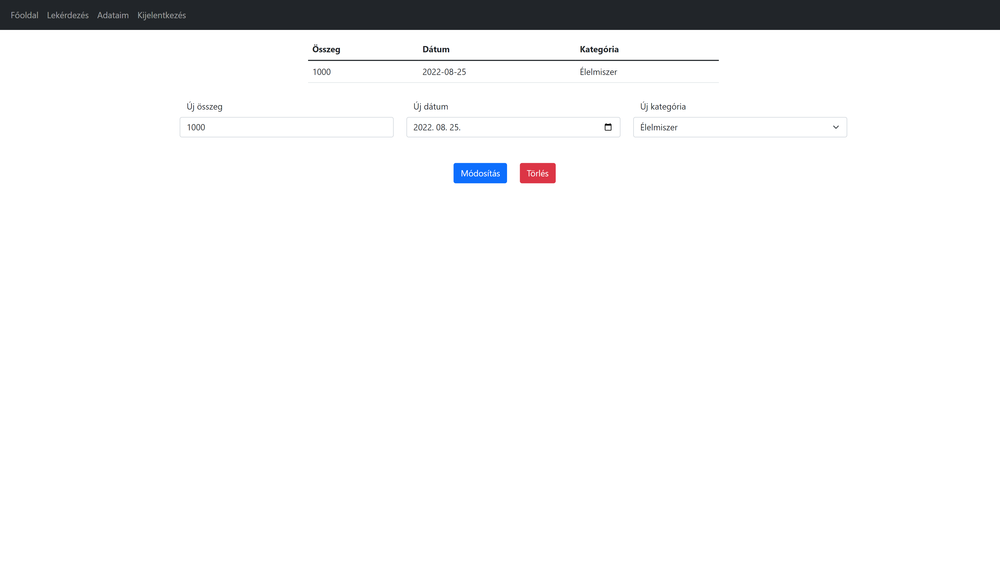 Főoldal Lekérdezés Adataim Kijelentkezés
Összeg Dátum Kategória
1000 2022-08-25 Élelmiszer
Új összeg Új dátum Új kategória
1000 2022. 08. 25. Élelmiszer
Módosítás Törlés